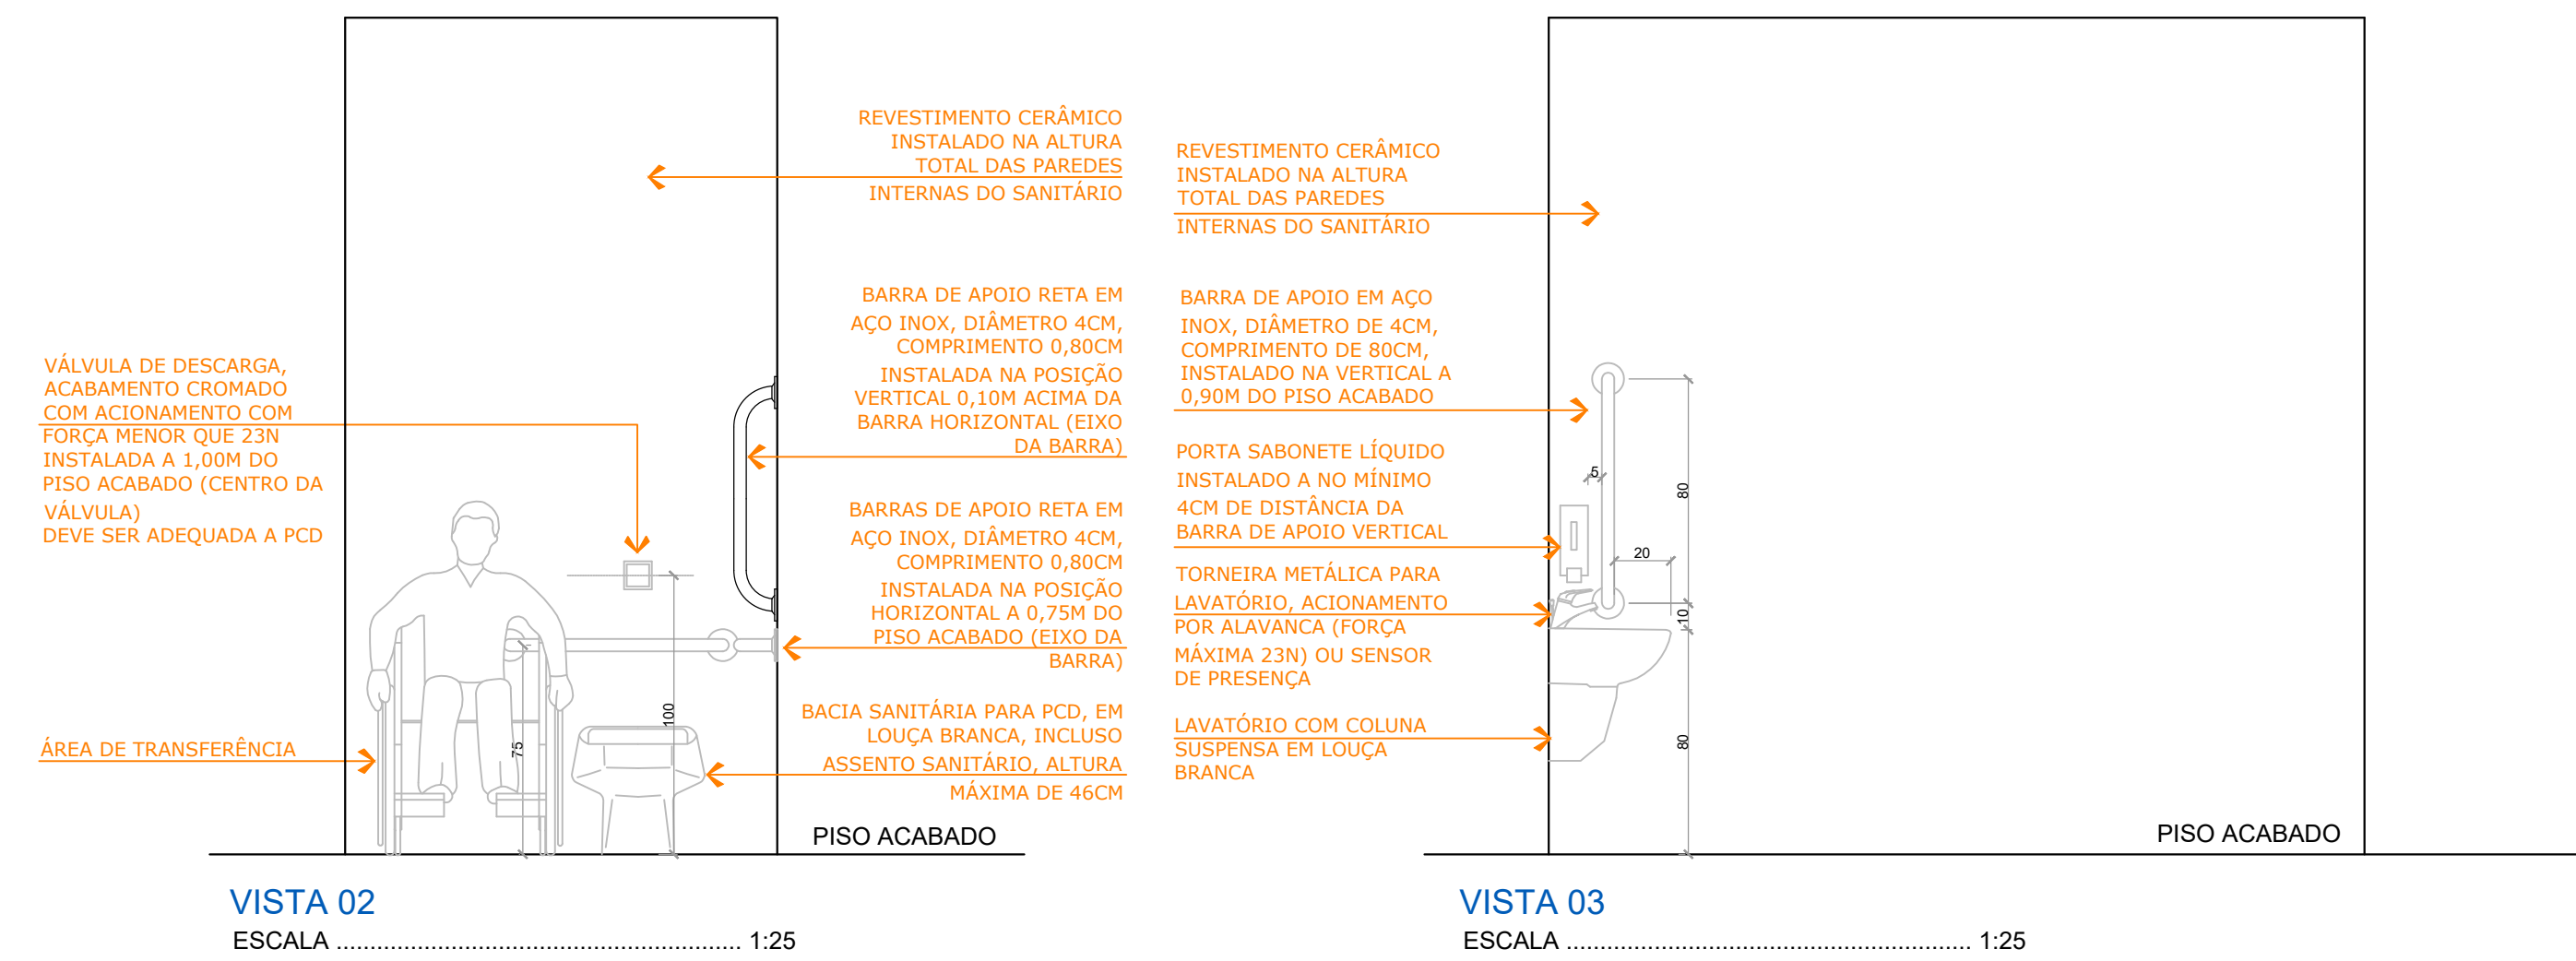 REVESTIMENTO CERÂMICO
INSTALADO NA ALTURA
TOTAL DAS PAREDES
INTERNAS DO SANITÁRIO
BARRA DE APOIO RETA EM
AÇO INOX, DIÂMETRO 4CM,
COMPRIMENTO 0,80CM
INSTALADA NA POSIÇÃO
VERTICAL 0,10M ACIMA DA
BARRA HORIZONTAL (EIXO
DA BARRA)
VÁLVULA DE DESCARGA,
ACABAMENTO CROMADO
COM ACIONAMENTO COM
FORÇA MENOR QUE 23N
INSTALADA A 1,00M DO
PISO ACABADO (CENTRO DA
VÁLVULA)
DEVE SER ADEQUADA A PCD
BARRAS DE APOIO RETA EM
AÇO INOX, DIÂMETRO 4CM,
COMPRIMENTO 0,80CM
INSTALADA NA POSIÇÃO
HORIZONTAL A 0,75M DO
PISO ACABADO (EIXO DA
BARRA)
BACIA SANITÁRIA PARA PCD, EM
LOUÇA BRANCA, INCLUSO
ASSENTO SANITÁRIO, ALTURA
MÁXIMA DE 46CM
ÁREA DE TRANSFERÊNCIA
75
100
PISO ACABADO
VISTA 02
ESCALA ............................................................ 1:25
REVESTIMENTO CERÂMICO
INSTALADO NA ALTURA
TOTAL DAS PAREDES
INTERNAS DO SANITÁRIO
BARRA DE APOIO EM AÇO
INOX, DIÂMETRO DE 4CM,
COMPRIMENTO DE 80CM,
INSTALADO NA VERTICAL A
0,90M DO PISO ACABADO
PORTA SABONETE LÍQUIDO
INSTALADO A NO MÍNIMO
4CM DE DISTÂNCIA DA
BARRA DE APOIO VERTICAL
TORNEIRA METÁLICA PARA
LAVATÓRIO, ACIONAMENTO
POR ALAVANCA (FORÇA
MÁXIMA 23N) OU SENSOR
DE PRESENÇA
LAVATÓRIO COM COLUNA
SUSPENSA EM LOUÇA
BRANCA
5
80
20
10
80
PISO ACABADO
VISTA 03
ESCALA ............................................................ 1:25